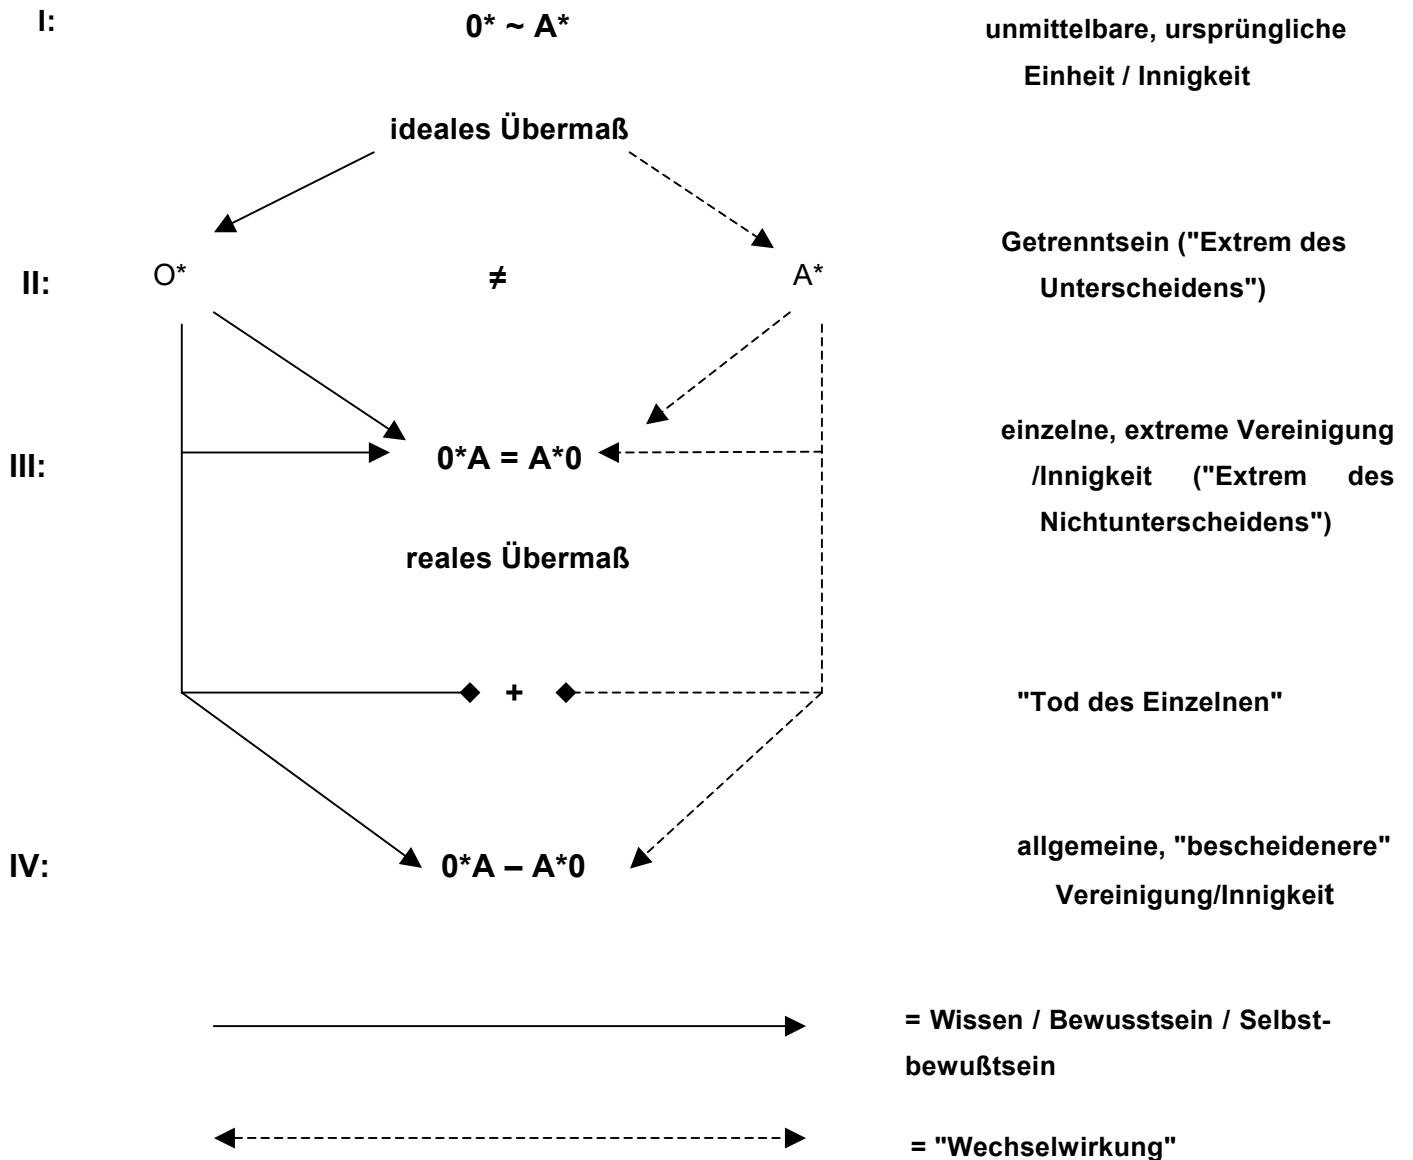 I: 0* ~ A* unmittelbare, ursprüngliche
Einheit / Innigkeit
ideales Übermaß
Getrenntsein ("Extrem des
II: O* ≠ A* Unterscheidens")
einzelne, extreme Vereinigung
III: 0*A = A*0 /Innigkeit ("Extrem des
Nichtunterscheidens")
reales Übermaß
+ "Tod des Einzelnen"
allgemeine, "bescheidenere"
IV: 0*A – A*0 Vereinigung/Innigkeit
= Wissen / Bewusstsein / Selbst-
bewußtsein
= "Wechselwirkung"